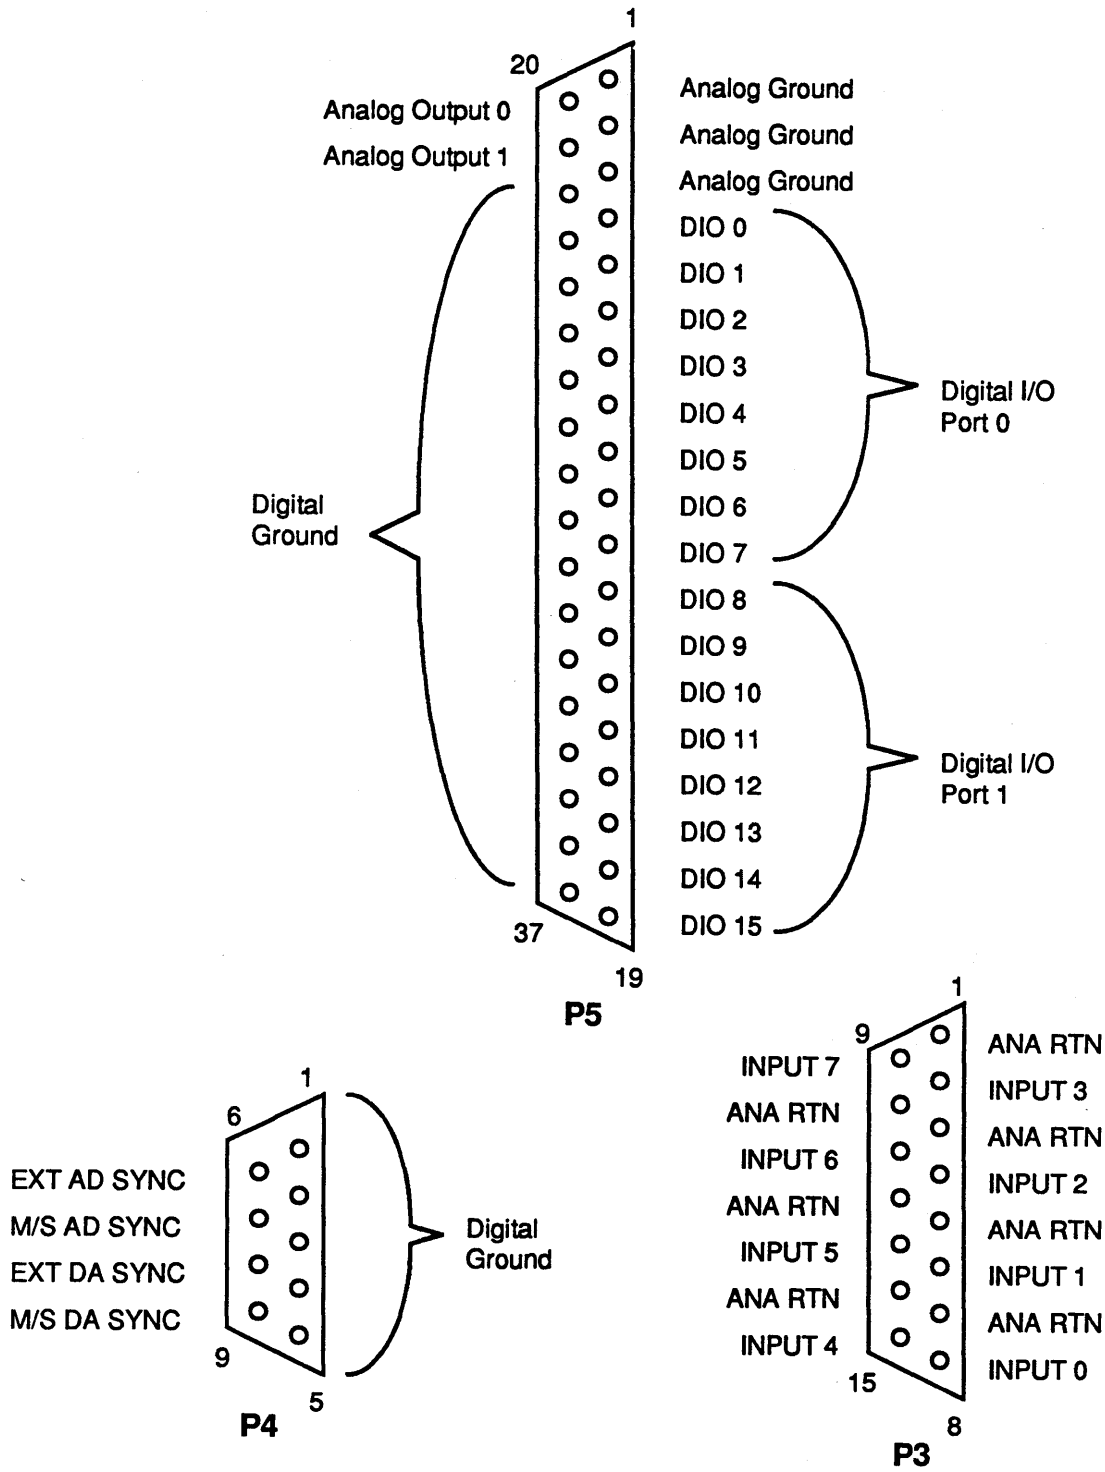 1
20
Analog Output 0
Analog Output 1
Digital
Ground
Analog Ground
Analog Ground
Analog Ground
DIO 0
DIO 1
DIO 2
DIO 3
DIO 4
DIO 5
DIO 6
DIO 7
DIO 8
DIO 9
DIO 10
DIO 11
DIO 12
DIO 13
DIO 14
DIO 15
Digital I/O
Port 0
Digital I/O
Port 1
37
19
P5
1
6
EXT AD SYNC
M/S AD SYNC
EXT DA SYNC
M/S DA SYNC
Digital
Ground
9
5
P4
1
9
INPUT 7
ANA RTN
INPUT 6
ANA RTN
INPUT 5
ANA RTN
INPUT 4
ANA RTN
INPUT 3
ANA RTN
INPUT 2
ANA RTN
INPUT 1
ANA RTN
INPUT 0
15
8
P3